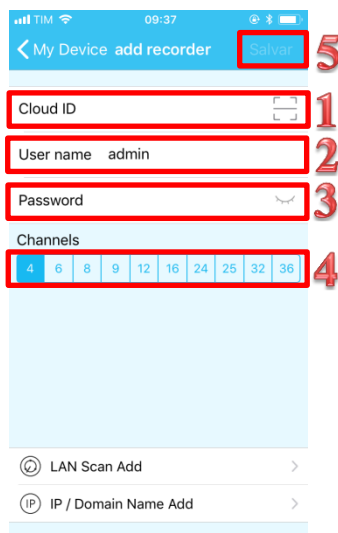 TIM 09:37
My Device add recorder Salvar 5
Cloud ID 1
User name admin 2
Password 3
Channels
4 6 8 9 12 16 24 25 32 36 4
LAN Scan Add
IP IP / Domain Name Add